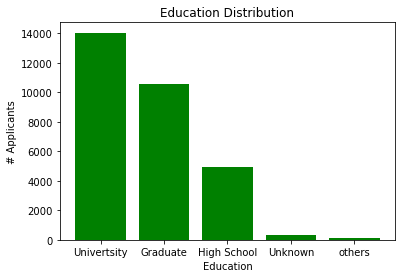 Education Distribution
14000
12000
10000
8000
6000
4000
2000
0
# Applicants
Univertsity Graduate High School Unknown others
Education